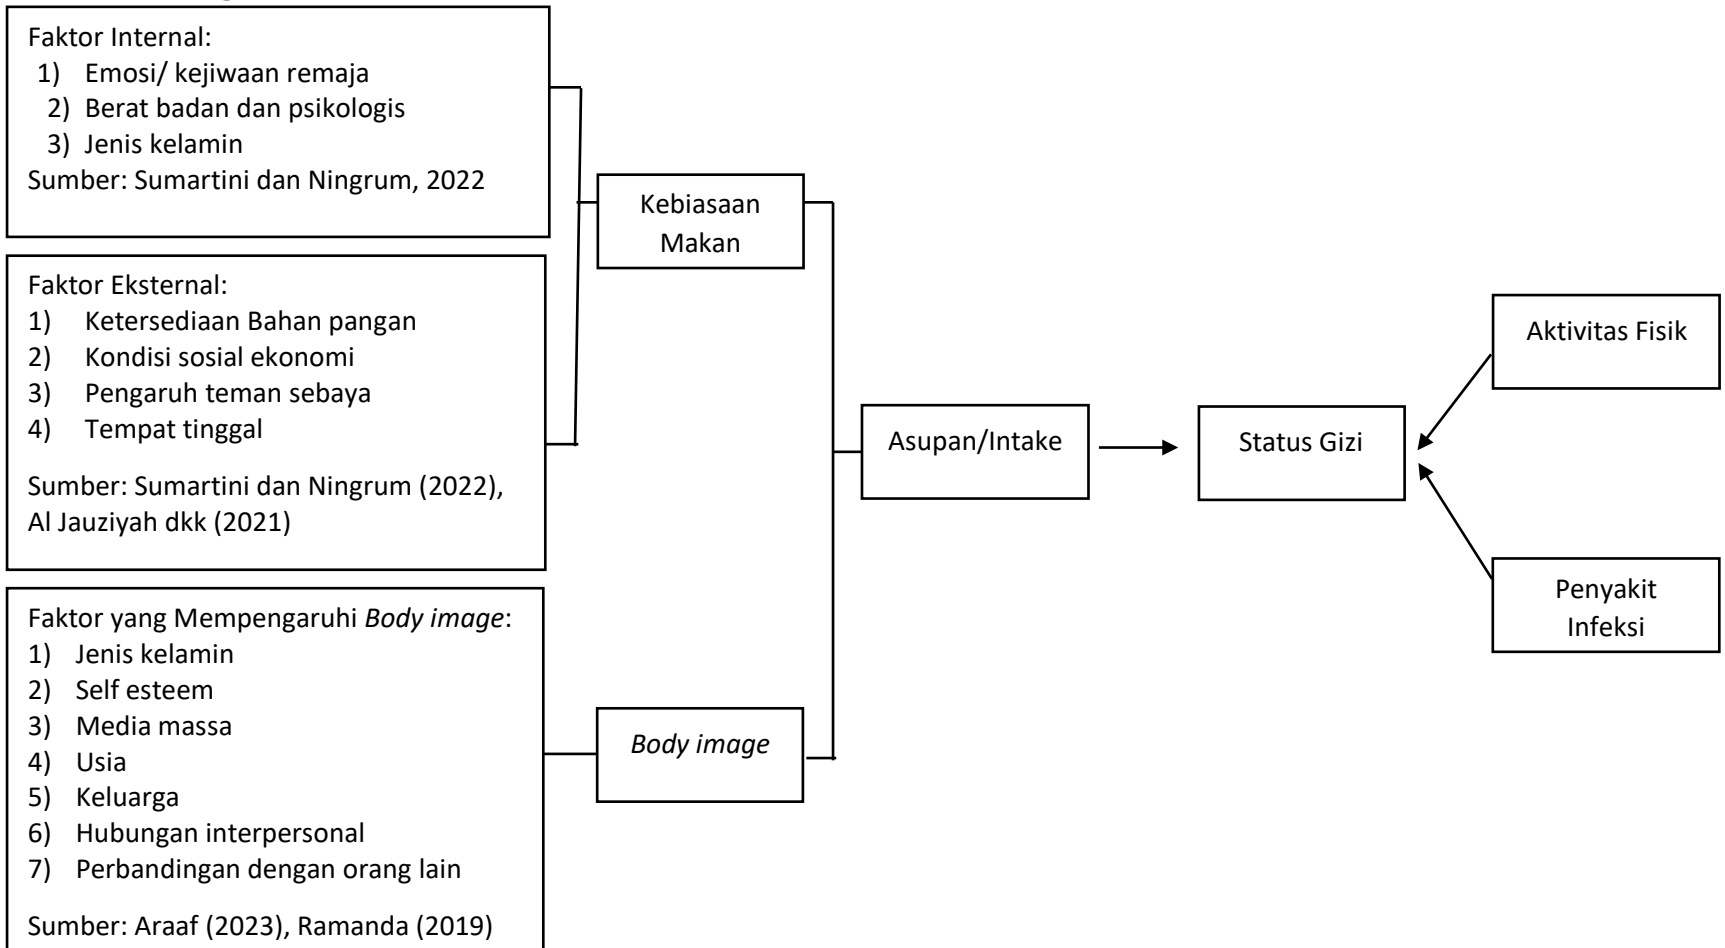 Faktor Internal:
1) Emosi/ kejiwaan remaja
2) Berat badan dan psikologis
3) Jenis kelamin
Sumber: Sumartini dan Ningrum, 2022
Faktor Eksternal:
1) Ketersediaan Bahan pangan
2) Kondisi sosial ekonomi
3) Pengaruh teman sebaya
4) Tempat tinggal
Sumber: Sumartini dan Ningrum (2022),
Al Jauziyah dkk (2021)
Faktor yang Mempengaruhi Body image:
1) Jenis kelamin
2) Self esteem
3) Media massa
4) Usia
5) Keluarga
6) Hubungan interpersonal
7) Perbandingan dengan orang lain
Sumber: Araaf (2023), Ramanda (2019)
Kebiasaan
Makan
Body image
Asupan/Intake
Status Gizi
Aktivitas Fisik
Penyakit
Infeksi